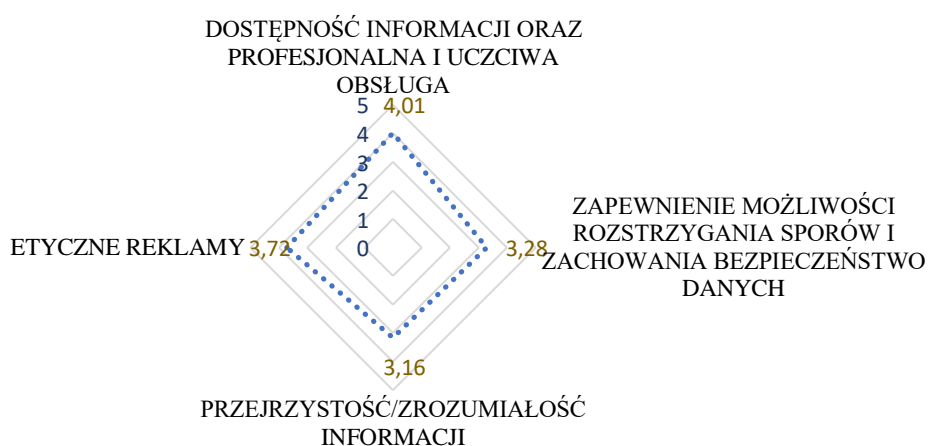 DOSTĘPNOŚĆ INFORMACJI ORAZ
PROFESJONALNA I UCZCIWA
OBSŁUGA
5 4,01
4
3
2
1
0
ZAPEWNIENIE MOŻLIWOŚCI
ROZSTRZYGANIA SPORÓW I
ZACHOWANIA BEZPIECZEŃSTWO
DANYCH
3,28
ETYCZNE REKLAMY 3,72
3,16
PRZEJRZYSTOŚĆ/ZROZUMIAŁOŚĆ
INFORMACJI